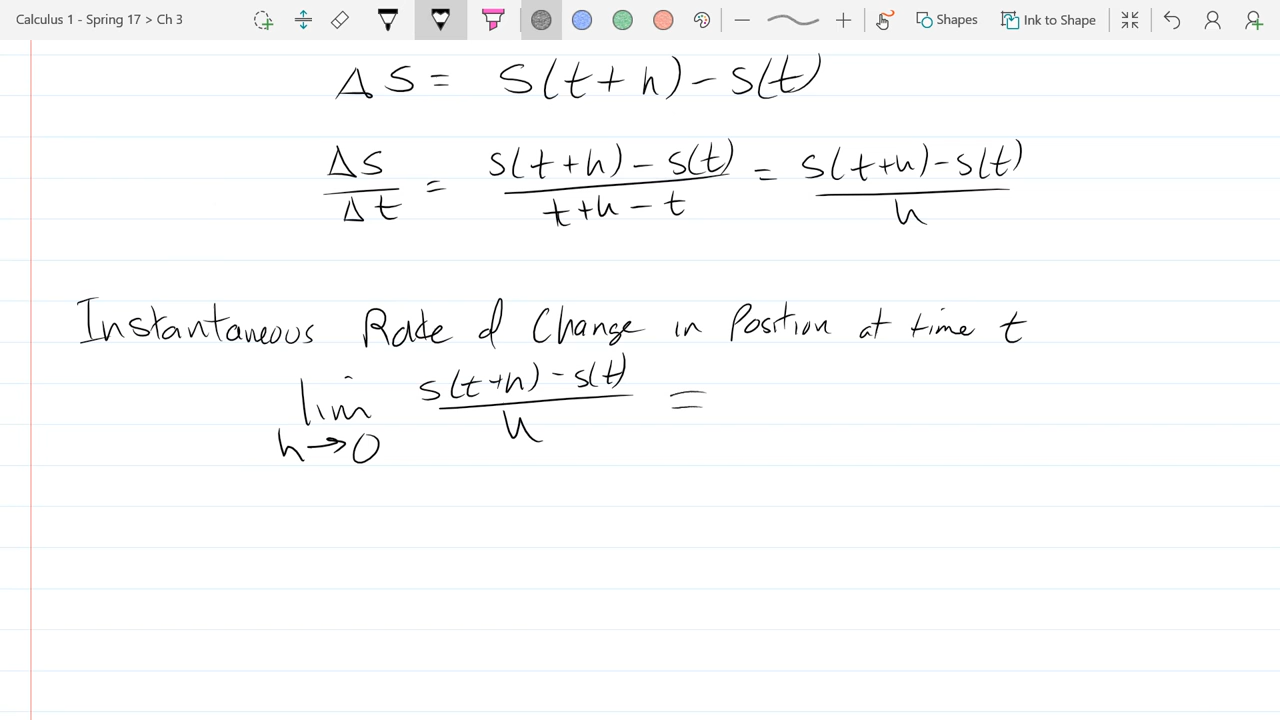 Calculus 1 - Spring 17 > Ch 3 Shapes Ink to Shape
Δs = s(t+h) - s(t)
Δs/Δt = (s(t+h) - s(t))/(t+h-t) = (s(t+h) - s(t))/h
Instantaneous Rate of Change in Position at time t
lim h→0 (s(t+h) - s(t))/h =